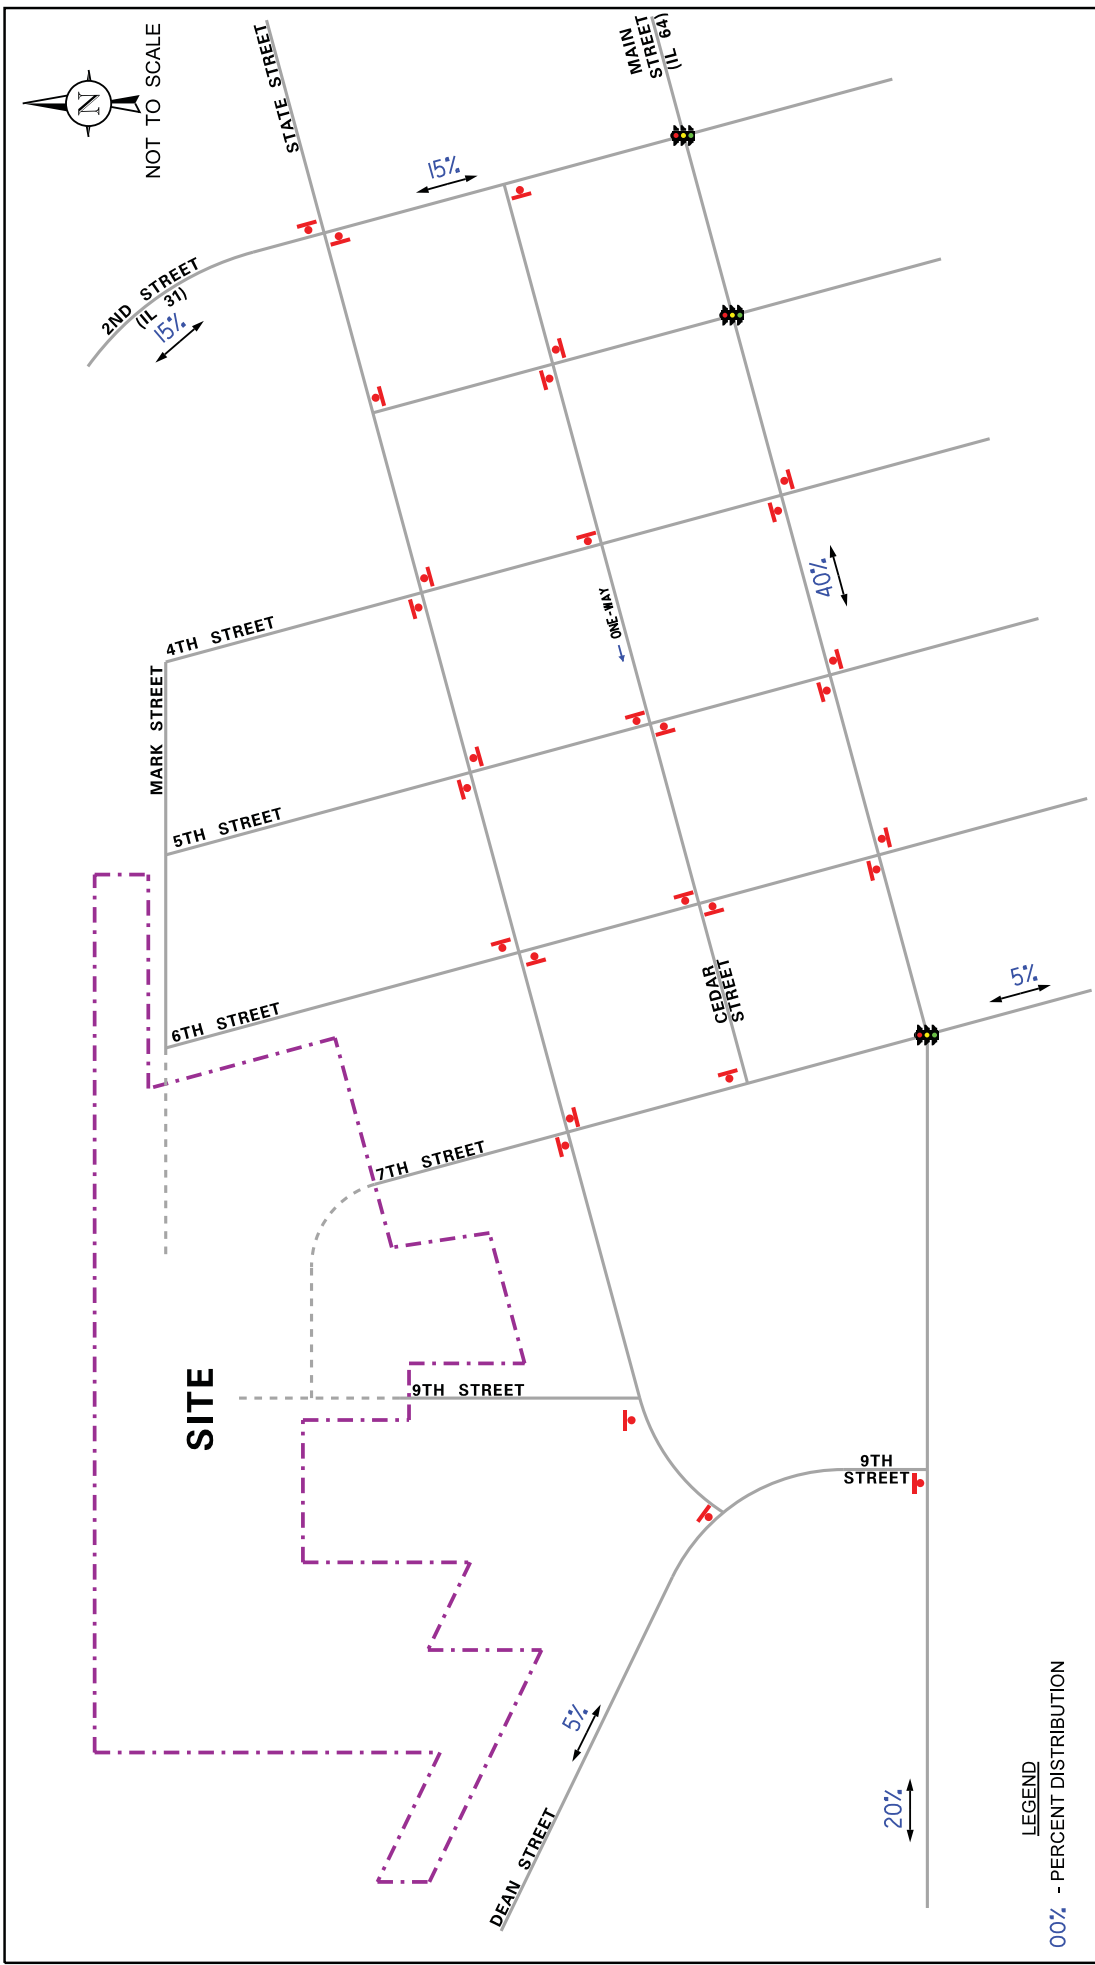 N
NOT TO SCALE
STATE STREET
MAIN
STREET
(IL 64)
15%
2ND STREET
(IL 31)
15%
4TH STREET
MARK STREET
ONE-WAY
40%
5TH STREET
6TH STREET
CEDAR
STREET
5%
7TH STREET
SITE
9TH STREET
9TH
STREET
5%
DEAN STREET
20%
LEGEND
00% - PERCENT DISTRIBUTION